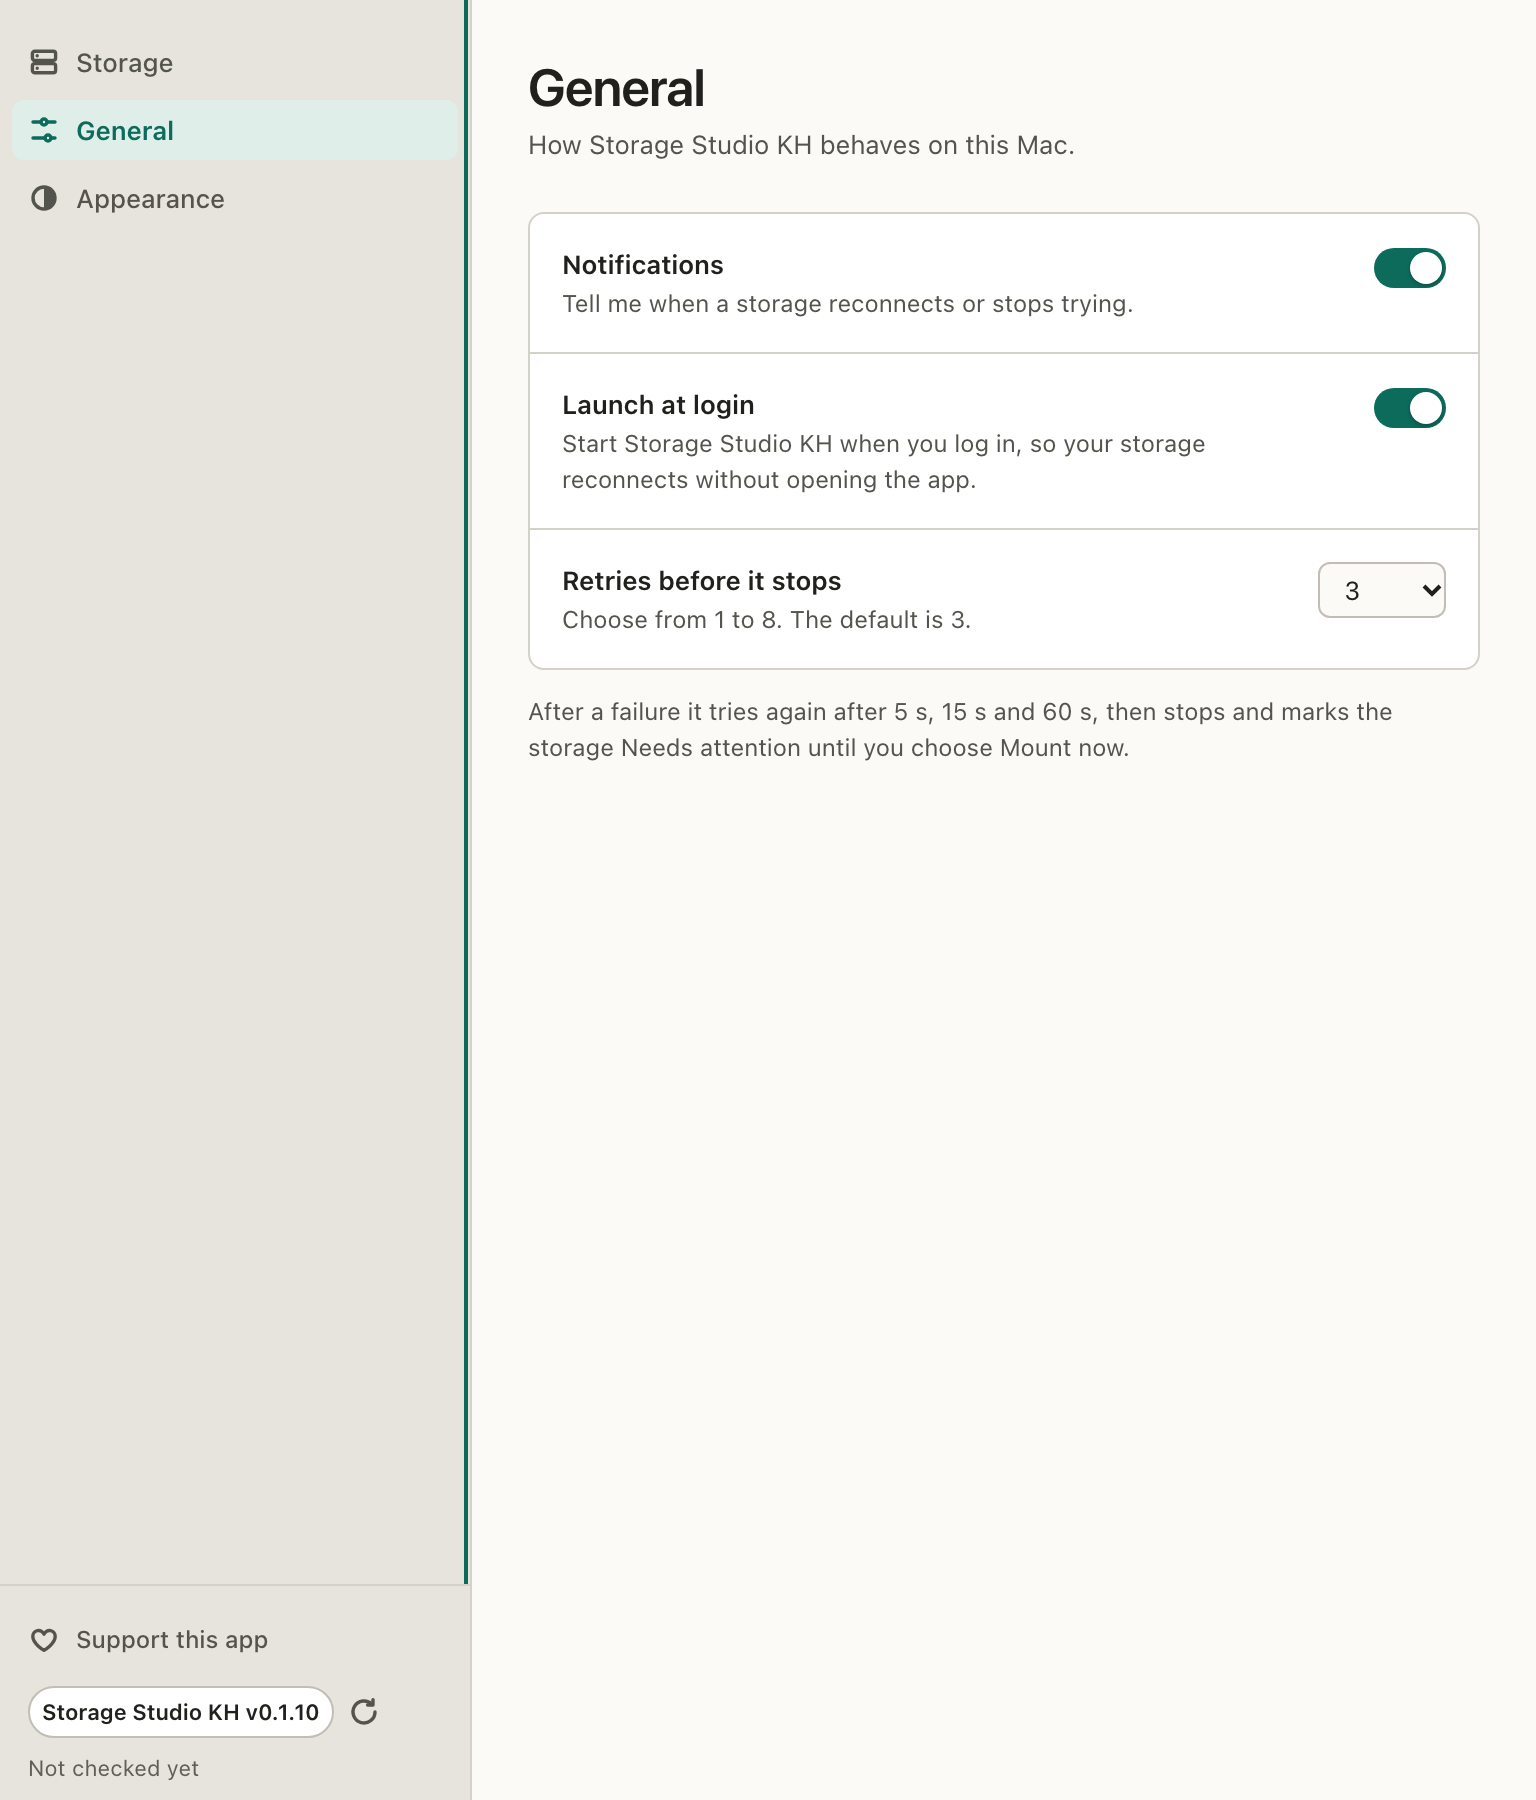 Storage
General
Appearance
General
How Storage Studio KH behaves on this Mac.
Notifications
Tell me when a storage reconnects or stops trying.
Launch at login
Start Storage Studio KH when you log in, so your storage
reconnects without opening the app.
Retries before it stops
3
Choose from 1 to 8. The default is 3.
After a failure it tries again after 5 s, 15 s and 60 s, then stops and marks the
storage Needs attention until you choose Mount now.
Support this app
Storage Studio KH v0.1.10
Not checked yet